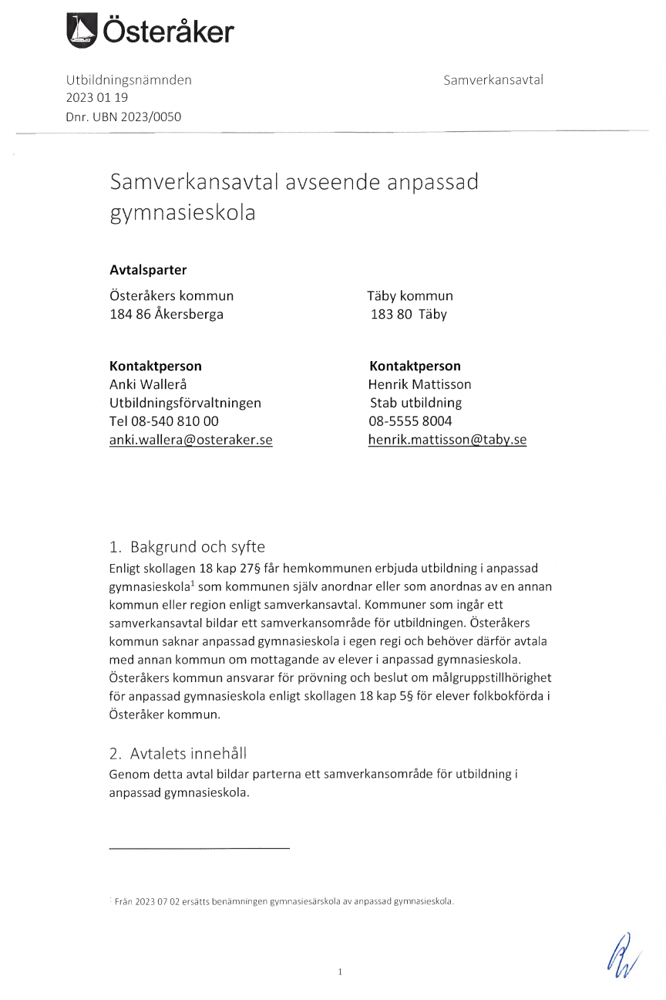 Österåker
Utbildningsnämnden
Samverkansavtal
2023 01 19
Dnr. UBN 2023/0050
Samverkansavtal avseende anpassad
gymnasieskola
Avtalsparter
Österåkers kommun
184 86 Åkersberga
Täby kommun
183 80 Täby
Kontaktperson
Anki Wallerå
Utbildningsförvaltningen
Tel 08-540 810 00
anki.wallera@osteraker.se
Kontaktperson
Henrik Mattisson
Stab utbildning
08-5555 8004
henrik.mattisson@taby.se
1. Bakgrund och syfte
Enligt skollagen 18 kap 27§ får hemkommunen erbjuda utbildning i anpassad
gymnasieskola¹ som kommunen själv anordnar eller som anordnas av en annan
kommun eller region enligt samverkansavtal. Kommuner som ingår ett
samverkansavtal bildar ett samverkansområde för utbildningen. Österåkers
kommun saknar anpassad gymnasieskola i egen regi och behöver därför avtala
med annan kommun om mottagande av elever i anpassad gymnasieskola.
Österåkers kommun ansvarar för prövning och beslut om målgruppstillhörighet
för anpassad gymnasieskola enligt skollagen 18 kap 5§ för elever folkbokförda i
Österåker kommun.
2. Avtalets innehåll
Genom detta avtal bildar parterna ett samverkansområde för utbildning i
anpassad gymnasieskola.
¹ Från 2023 07 02 ersätts benämningen gymnasiesärskola av anpassad gymnasieskola.
1